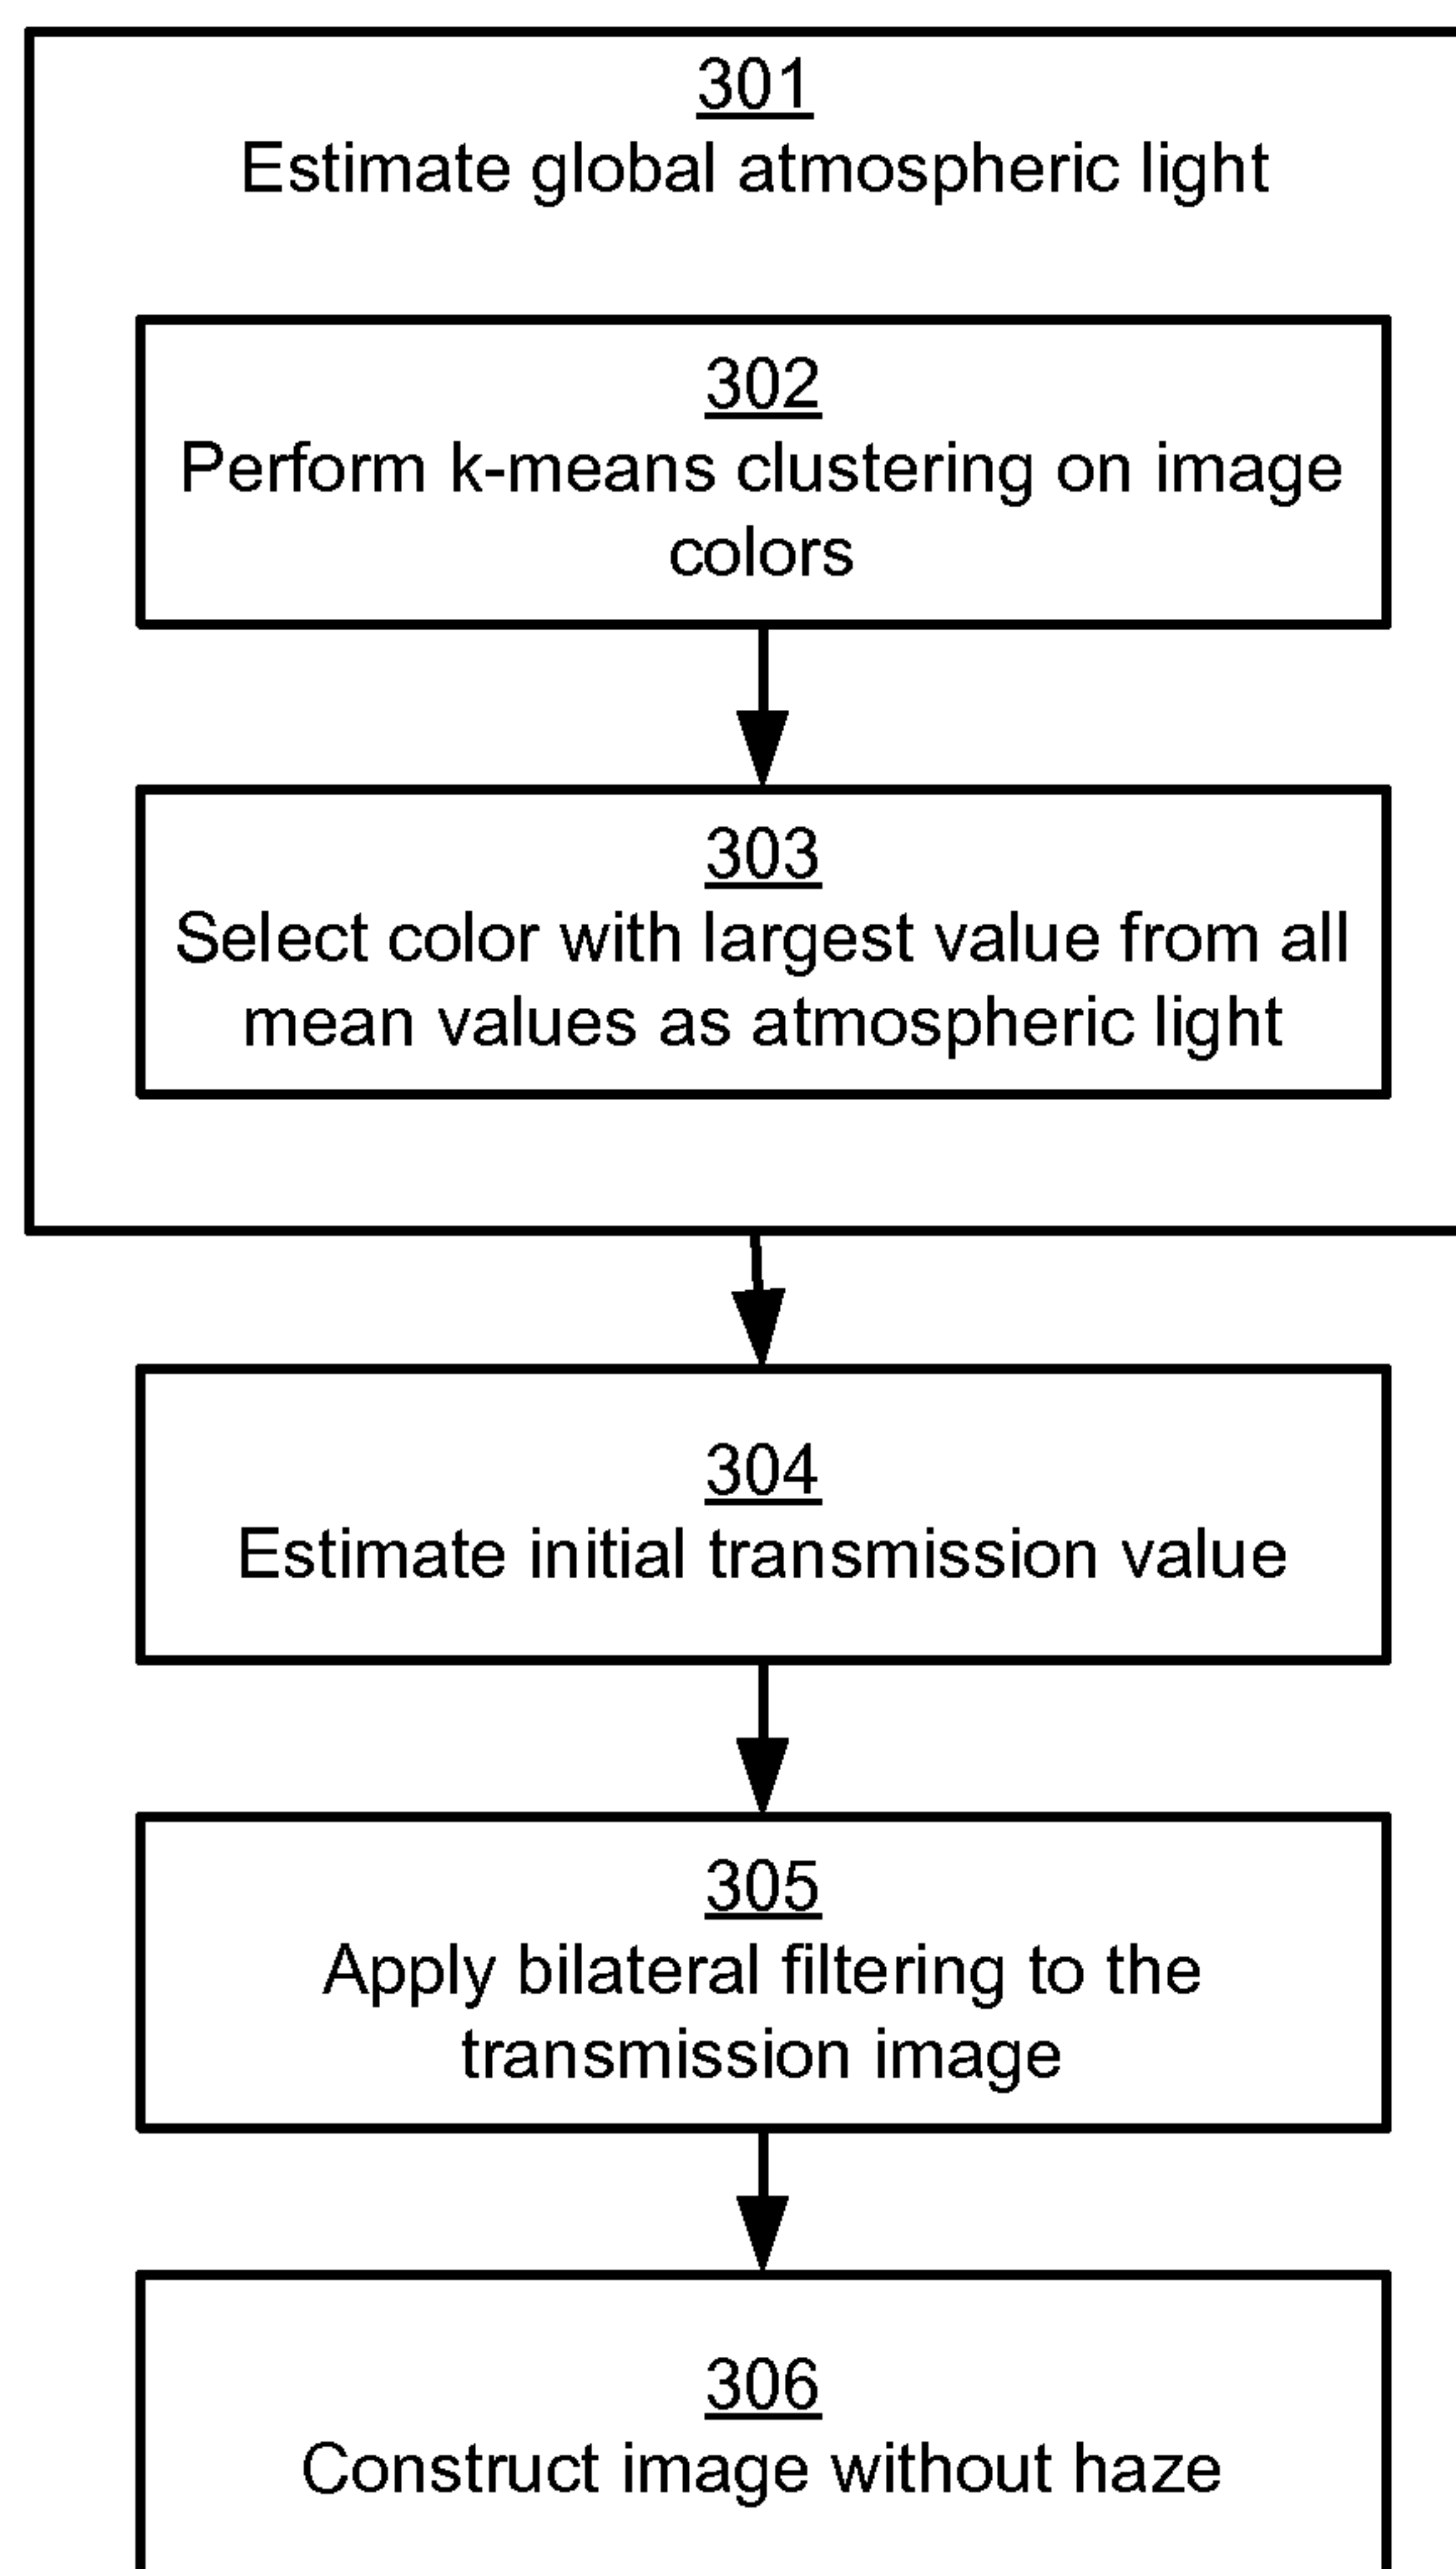 301
Estimate global atmospheric light
302
Perform k-means clustering on image
colors
303
Select color with largest value from all
mean values as atmospheric light
304
Estimate initial transmission value
305
Apply bilateral filtering to the
transmission image
306
Construct image without haze